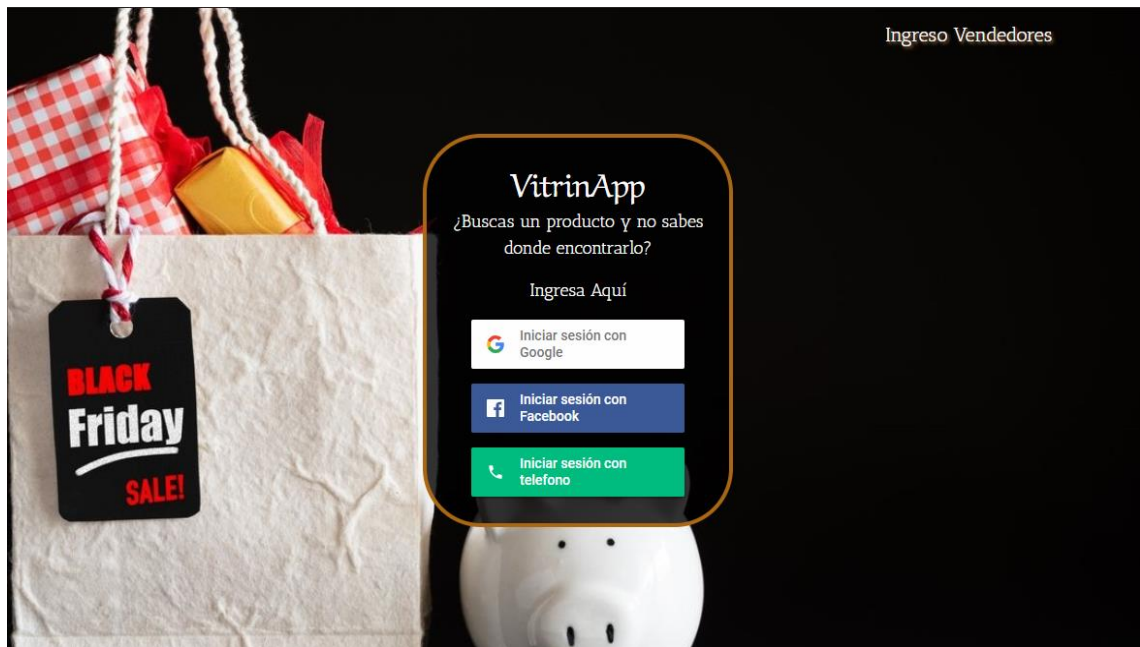 Ingreso Vendedores
VitrinApp
¿Buscas un producto y no sabes
donde encontrarlo?
Ingresa Aquí
Iniciar sesión con
Google
Iniciar sesión con
Facebook
Iniciar sesión con
telefono
BLACK
Friday
SALE!